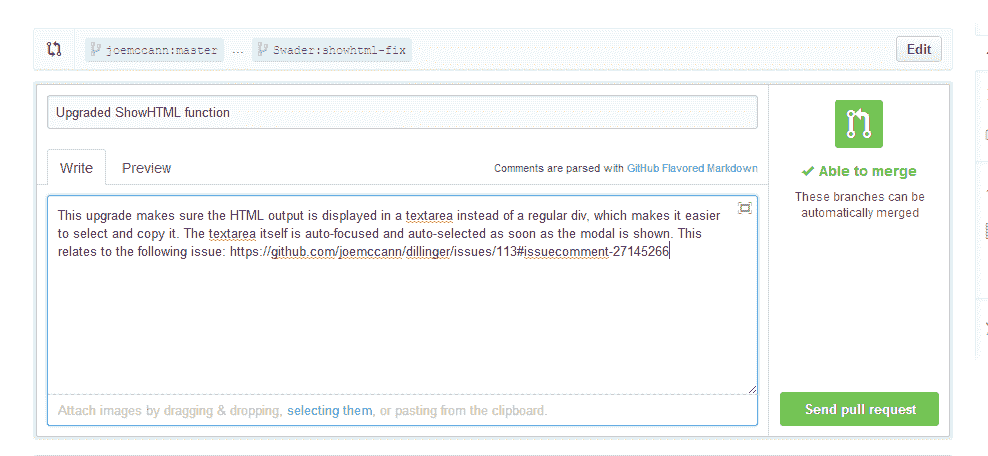 joemccann:master ... Swader:showhtml-fix Edit
Upgraded ShowHTML function
Write Preview Comments are parsed with GitHub Flavored Markdown
This upgrade makes sure the HTML output is displayed in a textarea instead of a regular div, which makes it easier
to select and copy it. The textarea itself is auto-focused and auto-selected as soon as the modal is shown. This
relates to the following issue: https://github.com/joemccann/dillinger/issues/113#issuecomment-27145266
Attach images by dragging & dropping, selecting them, or pasting from the clipboard.
Able to merge
These branches can be
automatically merged
Send pull request